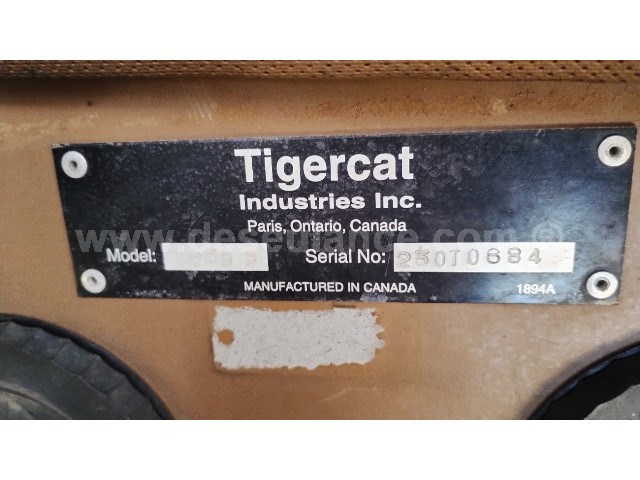 Tigercat
Industries Inc.
Paris, Ontario, Canada
Model: Serial No: 250T0684
MANUFACTURED IN CANADA 1894A